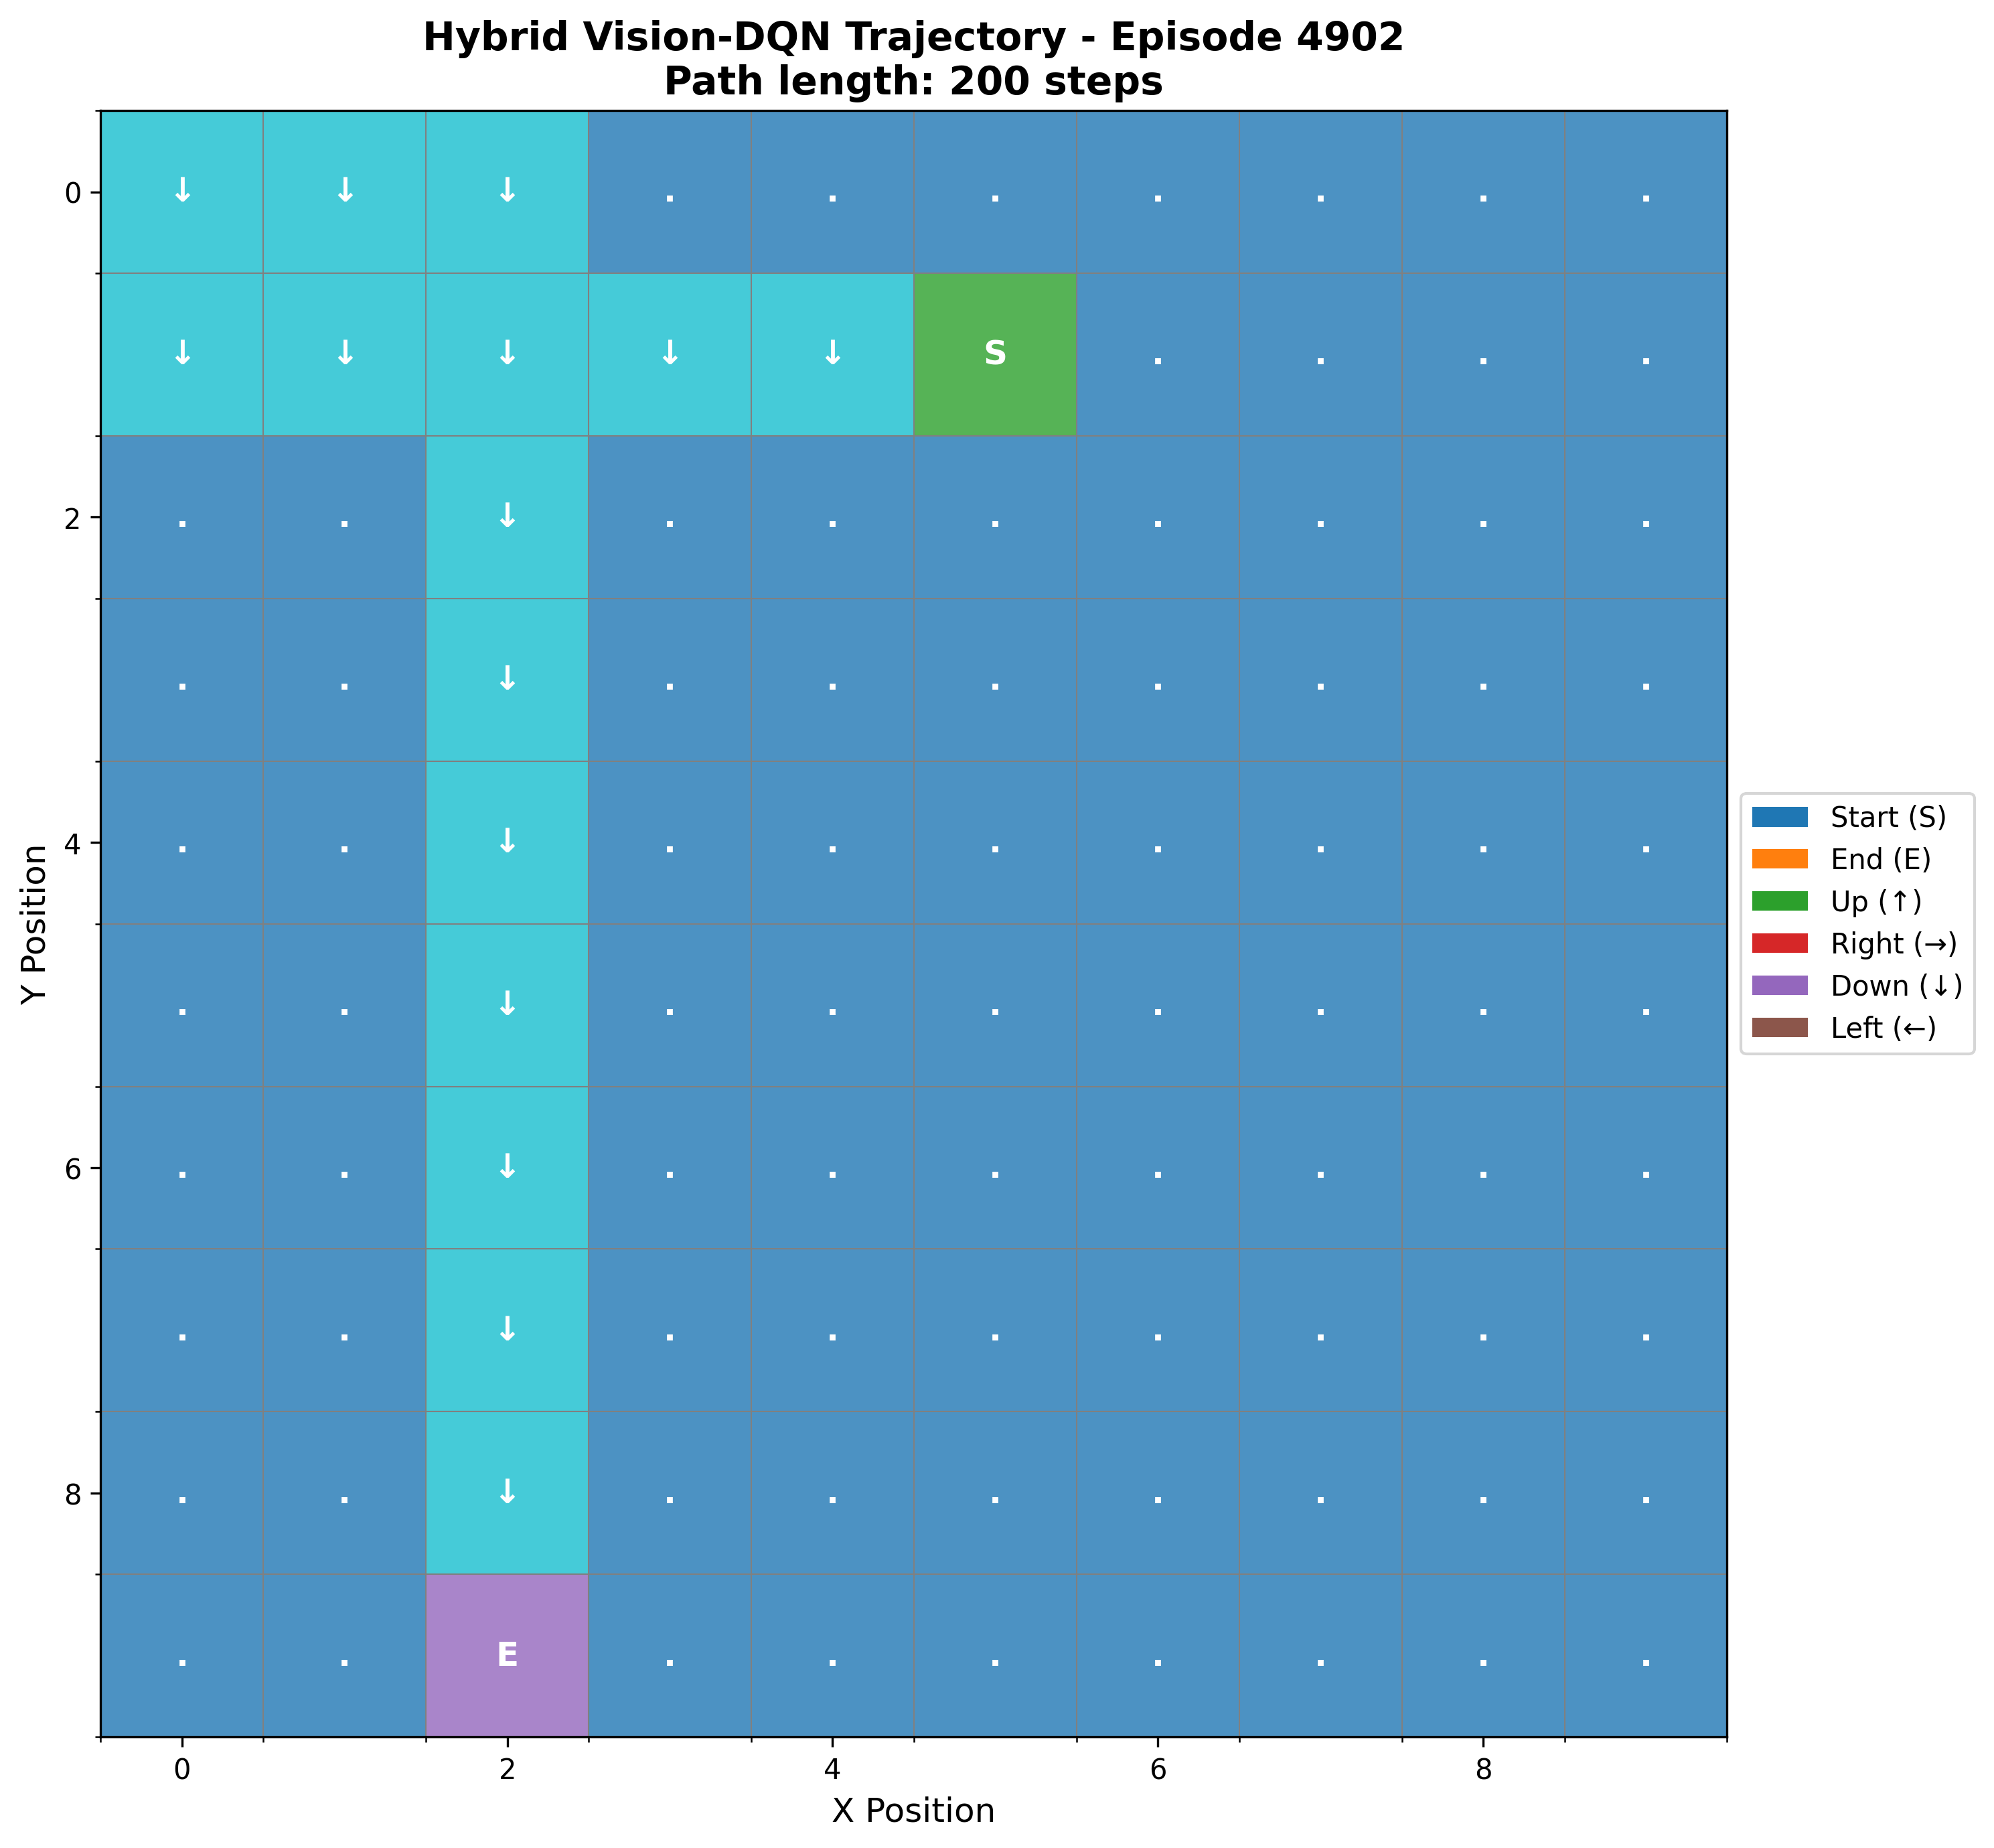 Hybrid Vision-DQN Trajectory - Episode 4902
Path length: 200 steps
0 ↓ ↓ ↓ . . . . . . .
↓ ↓ ↓ ↓ ↓ S . . . .
2 . . ↓ . . . . . . .
. . ↓ . . . . . . .
4 . . ↓ . . . . . . .
. . ↓ . . . . . . .
6 . . ↓ . . . . . . .
. . ↓ . . . . . . .
8 . . ↓ . . . . . . .
. . E . . . . . . .
0 2 4 6 8
X Position
Y Position
Start (S)
End (E)
Up (↑)
Right (→)
Down (↓)
Left (←)